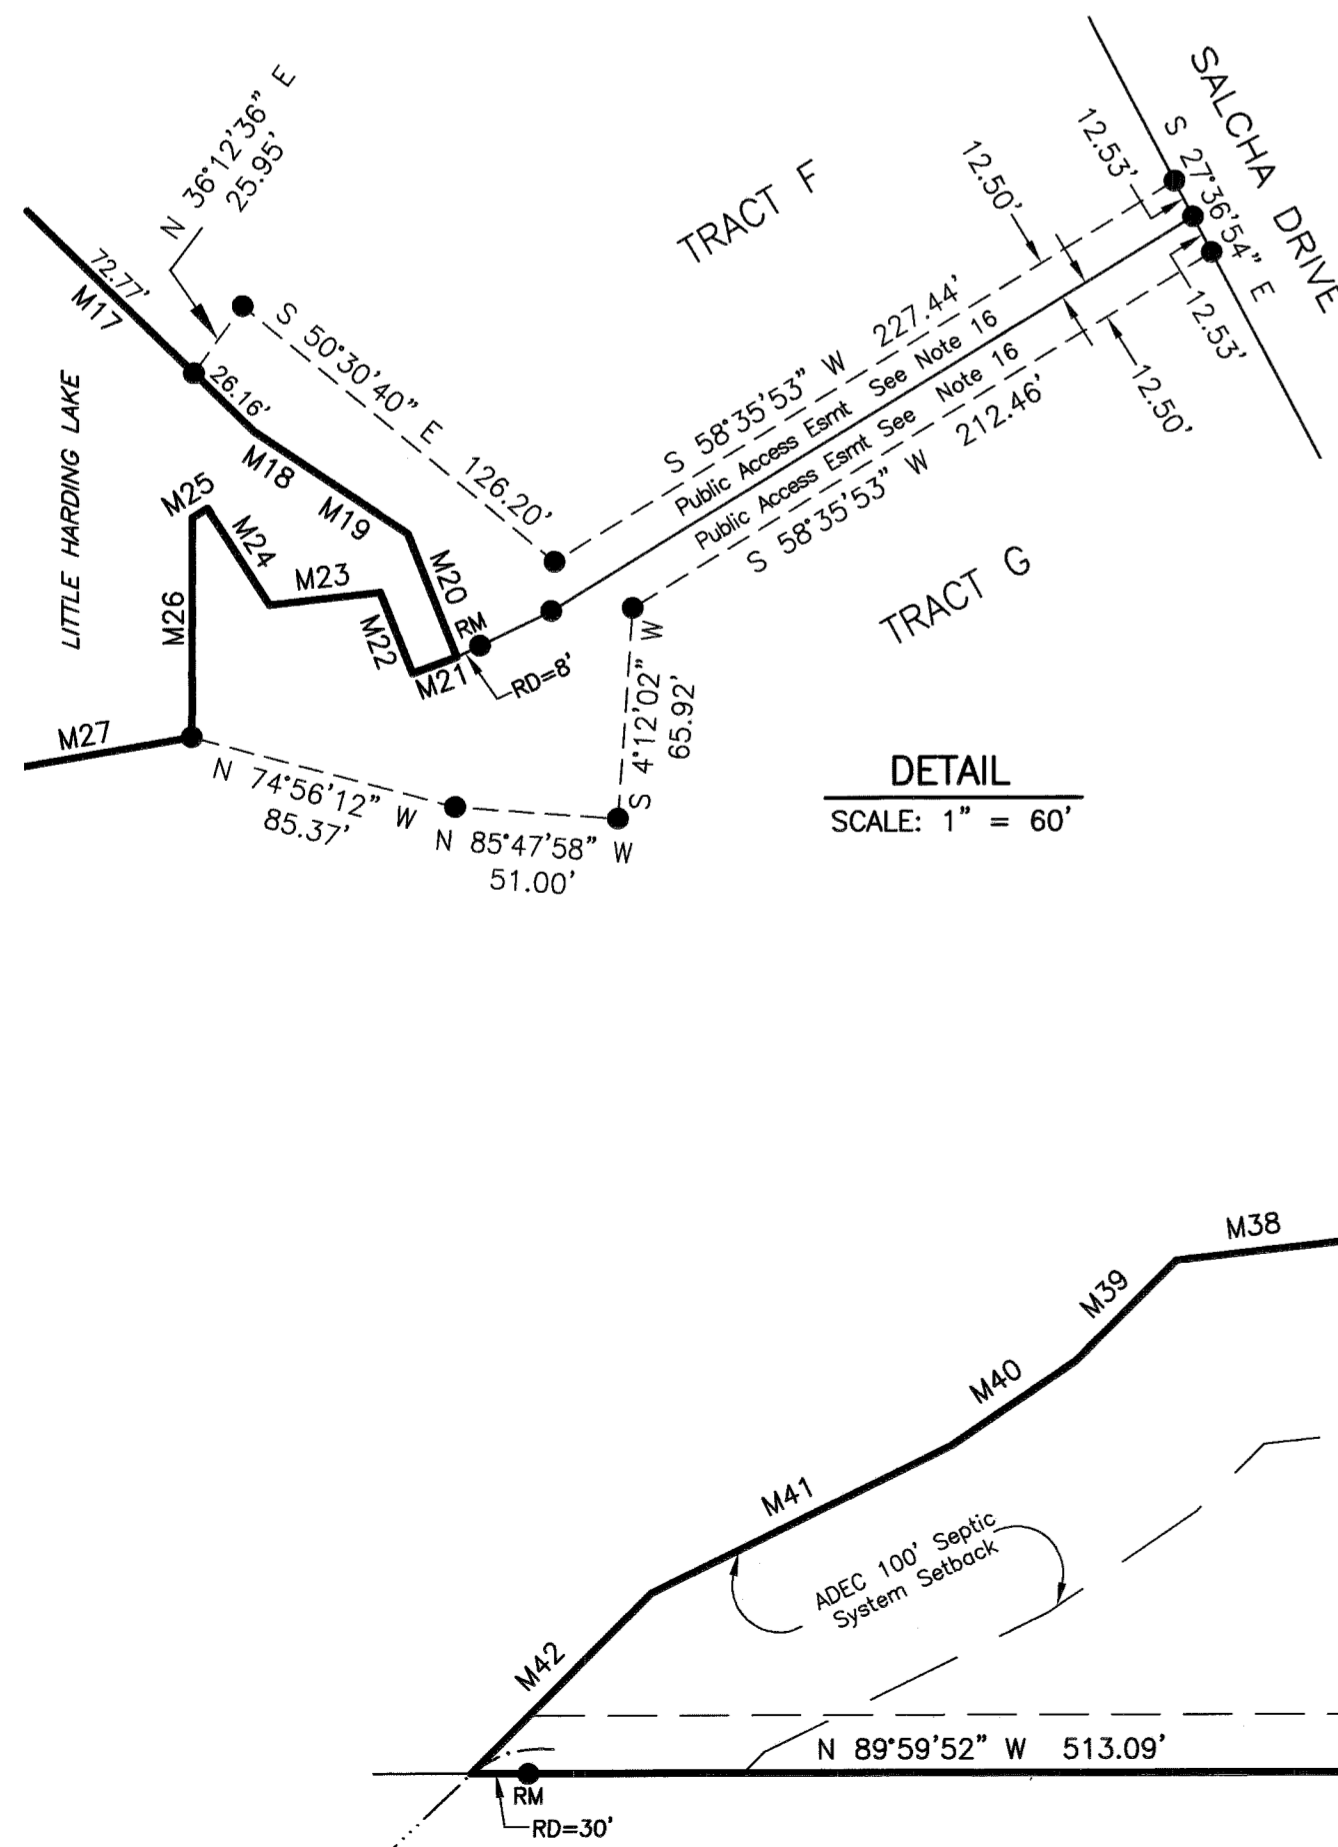 N 36°12'36" E
25.95'
SALCHA DRIVE
S 27°36'54" E
12.53'
12.53'
12.50'
12.50'
TRACT F
72.77'
M17
26.16'
S 50°30'40" E 126.20'
LITTLE HARDING LAKE
M18
M19
M20
M25
M24
M23
M22
M21
M26
M27
RM
RD=8'
S 58°35'53" W 227.44'
Public Access Esmt See Note 16
Public Access Esmt See Note 16
S 58°35'53" W 212.46'
TRACT G
S 4°12'02" W
65.92'
N 74°56'12" W
85.37'
N 85°47'58" W
51.00'
DETAIL
SCALE: 1" = 60'
M38
M39
M40
M41
ADEC 100' Septic
System Setback
M42
N 89°59'52" W 513.09'
RM
RD=30'